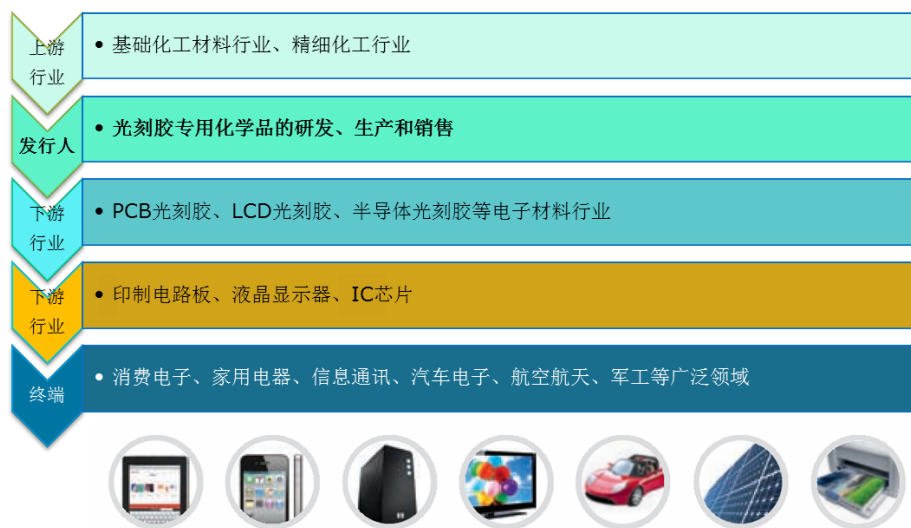 上游
行业
• 基础化工材料行业、精细化工行业
发行人
• 光刻胶专用化学品的研发、生产和销售
下游
行业
• PCB光刻胶、LCD光刻胶、半导体光刻胶等电子材料行业
下游
行业
• 印制电路板、液晶显示器、IC芯片
终端
• 消费电子、家用电器、信息通讯、汽车电子、航空航天、军工等广泛领域